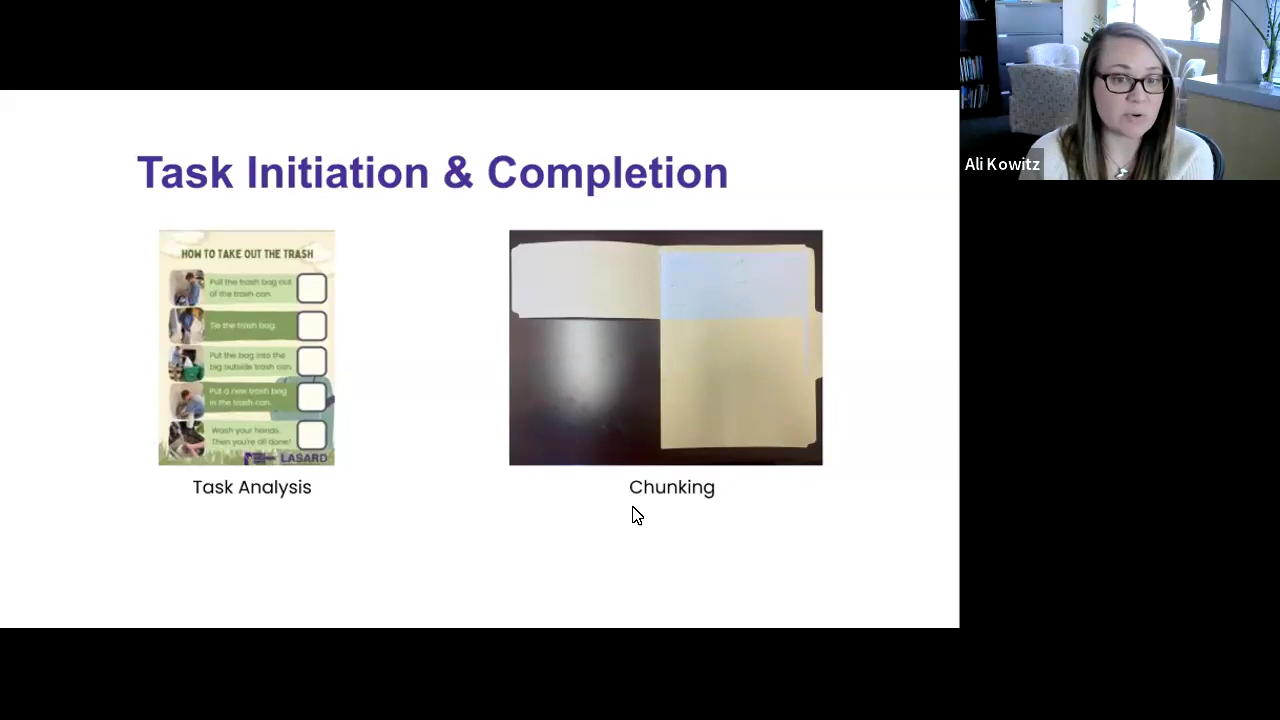 Task Initiation & Completion
Ali Kowitz
HOW TO TAKE OUT THE TRASH
Pull the trash bag out
of the trash can.
Tie the trash bag.
Put the bag into the
big outside trash can.
Put a new trash bag
in the trash can.
Wash your hands.
Then you're all done!
LASARD
Task Analysis
Chunking